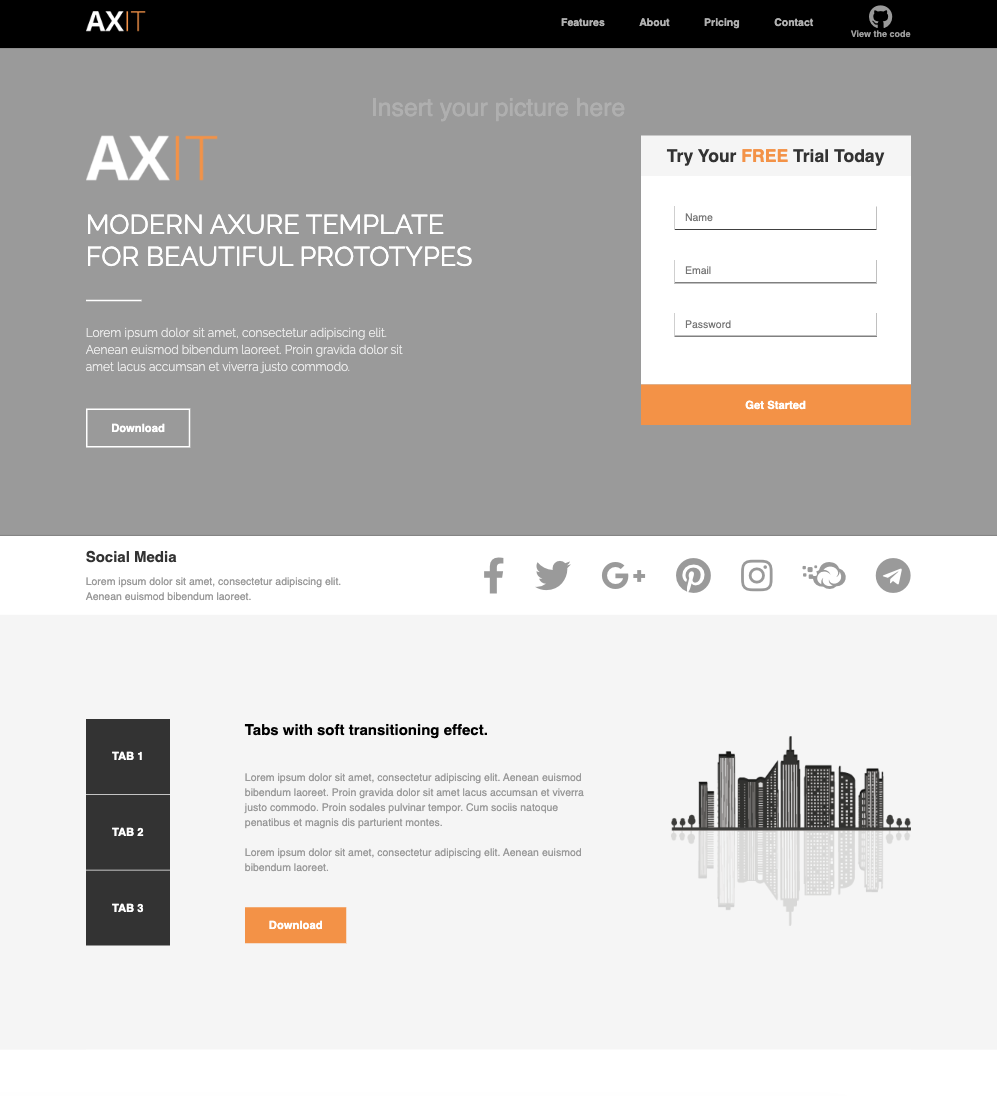 AXIT
Features About Pricing Contact
View the code
Insert your picture here
AXIT
MODERN AXURE TEMPLATE
FOR BEAUTIFUL PROTOTYPES
Lorem ipsum dolor sit amet, consectetur adipiscing elit.
Aenean euismod bibendum laoreet. Proin gravida dolor sit
amet lacus accumsan et viverra justo commodo.
Download
Try Your FREE Trial Today
Name
Email
Password
Get Started
Social Media
Lorem ipsum dolor sit amet, consectetur adipiscing elit.
Aenean euismod bibendum laoreet.
TAB 1
TAB 2
TAB 3
Tabs with soft transitioning effect.
Lorem ipsum dolor sit amet, consectetur adipiscing elit. Aenean euismod
bibendum laoreet. Proin gravida dolor sit amet lacus accumsan et viverra
justo commodo. Proin sodales pulvinar tempor. Cum sociis natoque
penatibus et magnis dis parturient montes.
Lorem ipsum dolor sit amet, consectetur adipiscing elit. Aenean euismod
bibendum laoreet.
Download